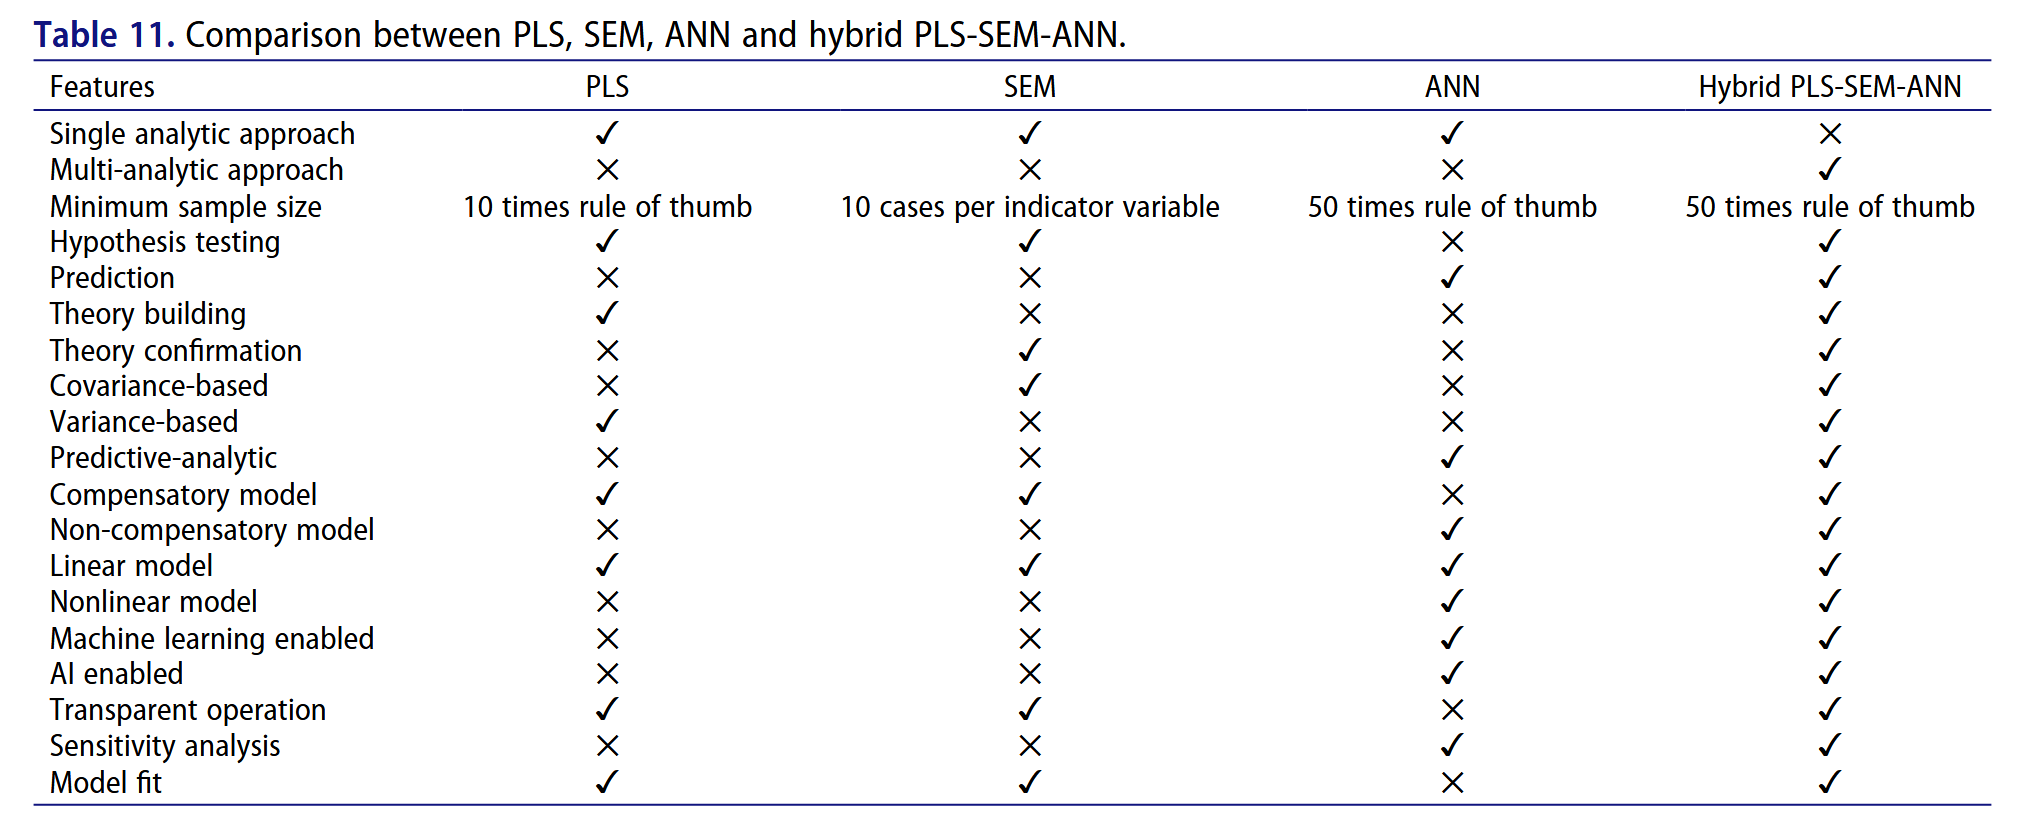 Table 11. Comparison between PLS, SEM, ANN and hybrid PLS-SEM-ANN.
Features PLS SEM ANN Hybrid PLS-SEM-ANN
Single analytic approach ✓ ✓ ✓ ×
Multi-analytic approach × × × ✓
Minimum sample size 10 times rule of thumb 10 cases per indicator variable 50 times rule of thumb 50 times rule of thumb
Hypothesis testing ✓ ✓ × ✓
Prediction × × ✓ ✓
Theory building ✓ × × ✓
Theory confirmation × ✓ × ✓
Covariance-based × ✓ × ✓
Variance-based ✓ × × ✓
Predictive-analytic × × ✓ ✓
Compensatory model ✓ ✓ × ✓
Non-compensatory model × × ✓ ✓
Linear model ✓ ✓ ✓ ✓
Nonlinear model × × ✓ ✓
Machine learning enabled × × ✓ ✓
AI enabled × × ✓ ✓
Transparent operation ✓ ✓ × ✓
Sensitivity analysis × × ✓ ✓
Model fit ✓ ✓ × ✓